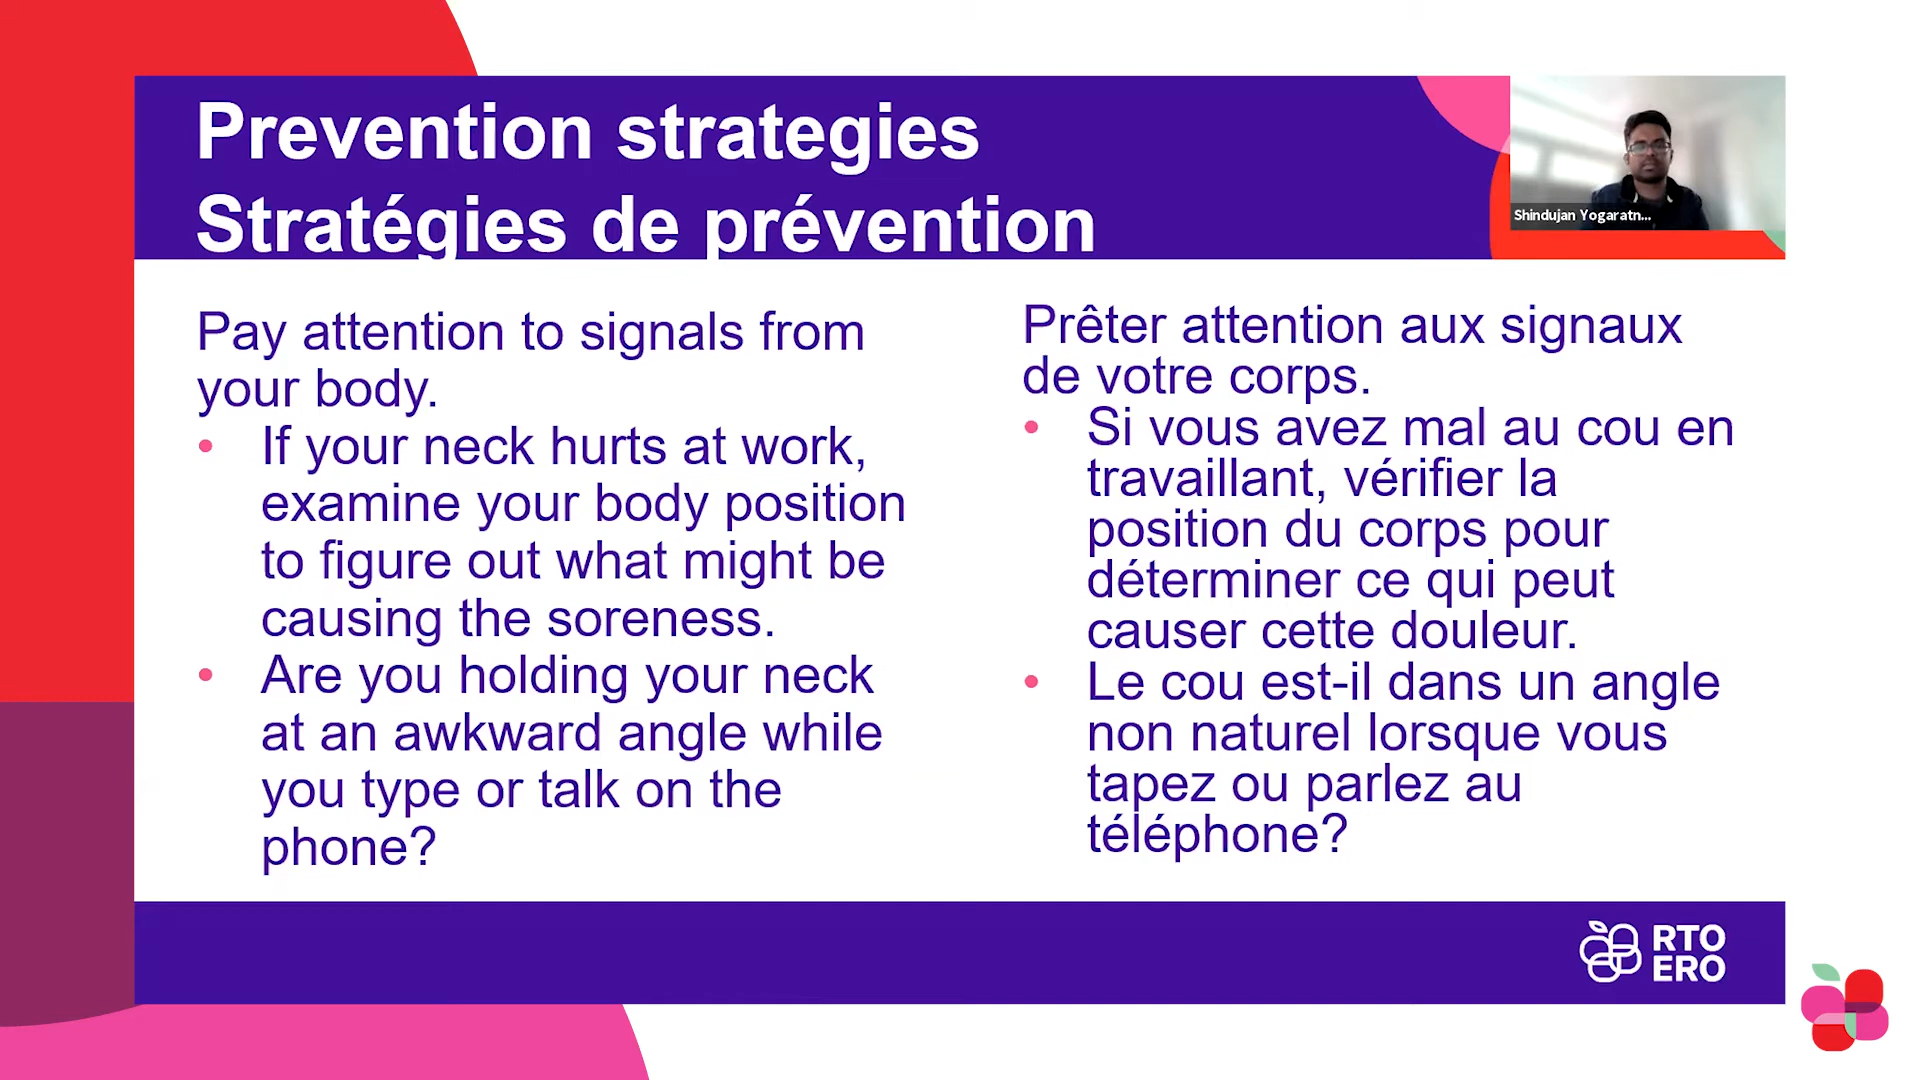 Prevention strategies
Stratégies de prévention
Shindujan Yogaratn...
Pay attention to signals from
your body.
• If your neck hurts at work,
examine your body position
to figure out what might be
causing the soreness.
• Are you holding your neck
at an awkward angle while
you type or talk on the
phone?
Prêter attention aux signaux
de votre corps.
• Si vous avez mal au cou en
travaillant, vérifier la
position du corps pour
déterminer ce qui peut
causer cette douleur.
• Le cou est-il dans un angle
non naturel lorsque vous
tapez ou parlez au
téléphone?
RTO
ERO